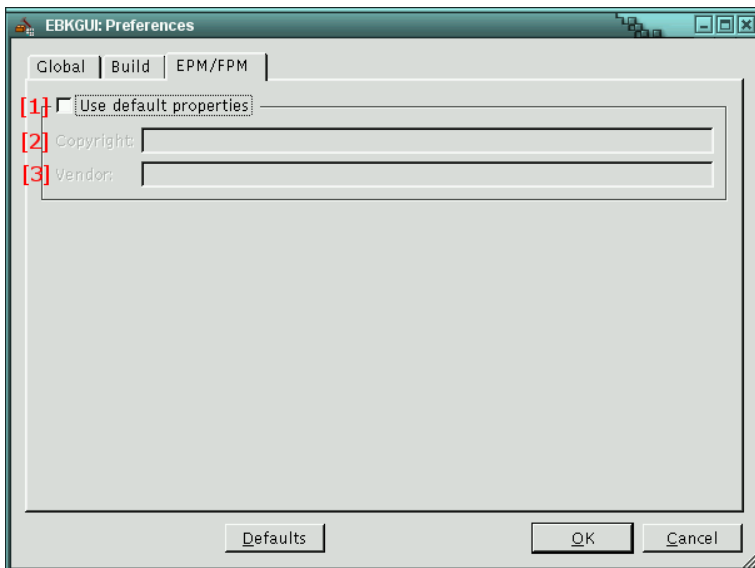 EBKGUI: Preferences
Global Build EPM/FPM
[1] Use default properties
[2] Copyright:
[3] Vendor:
Defaults OK Cancel